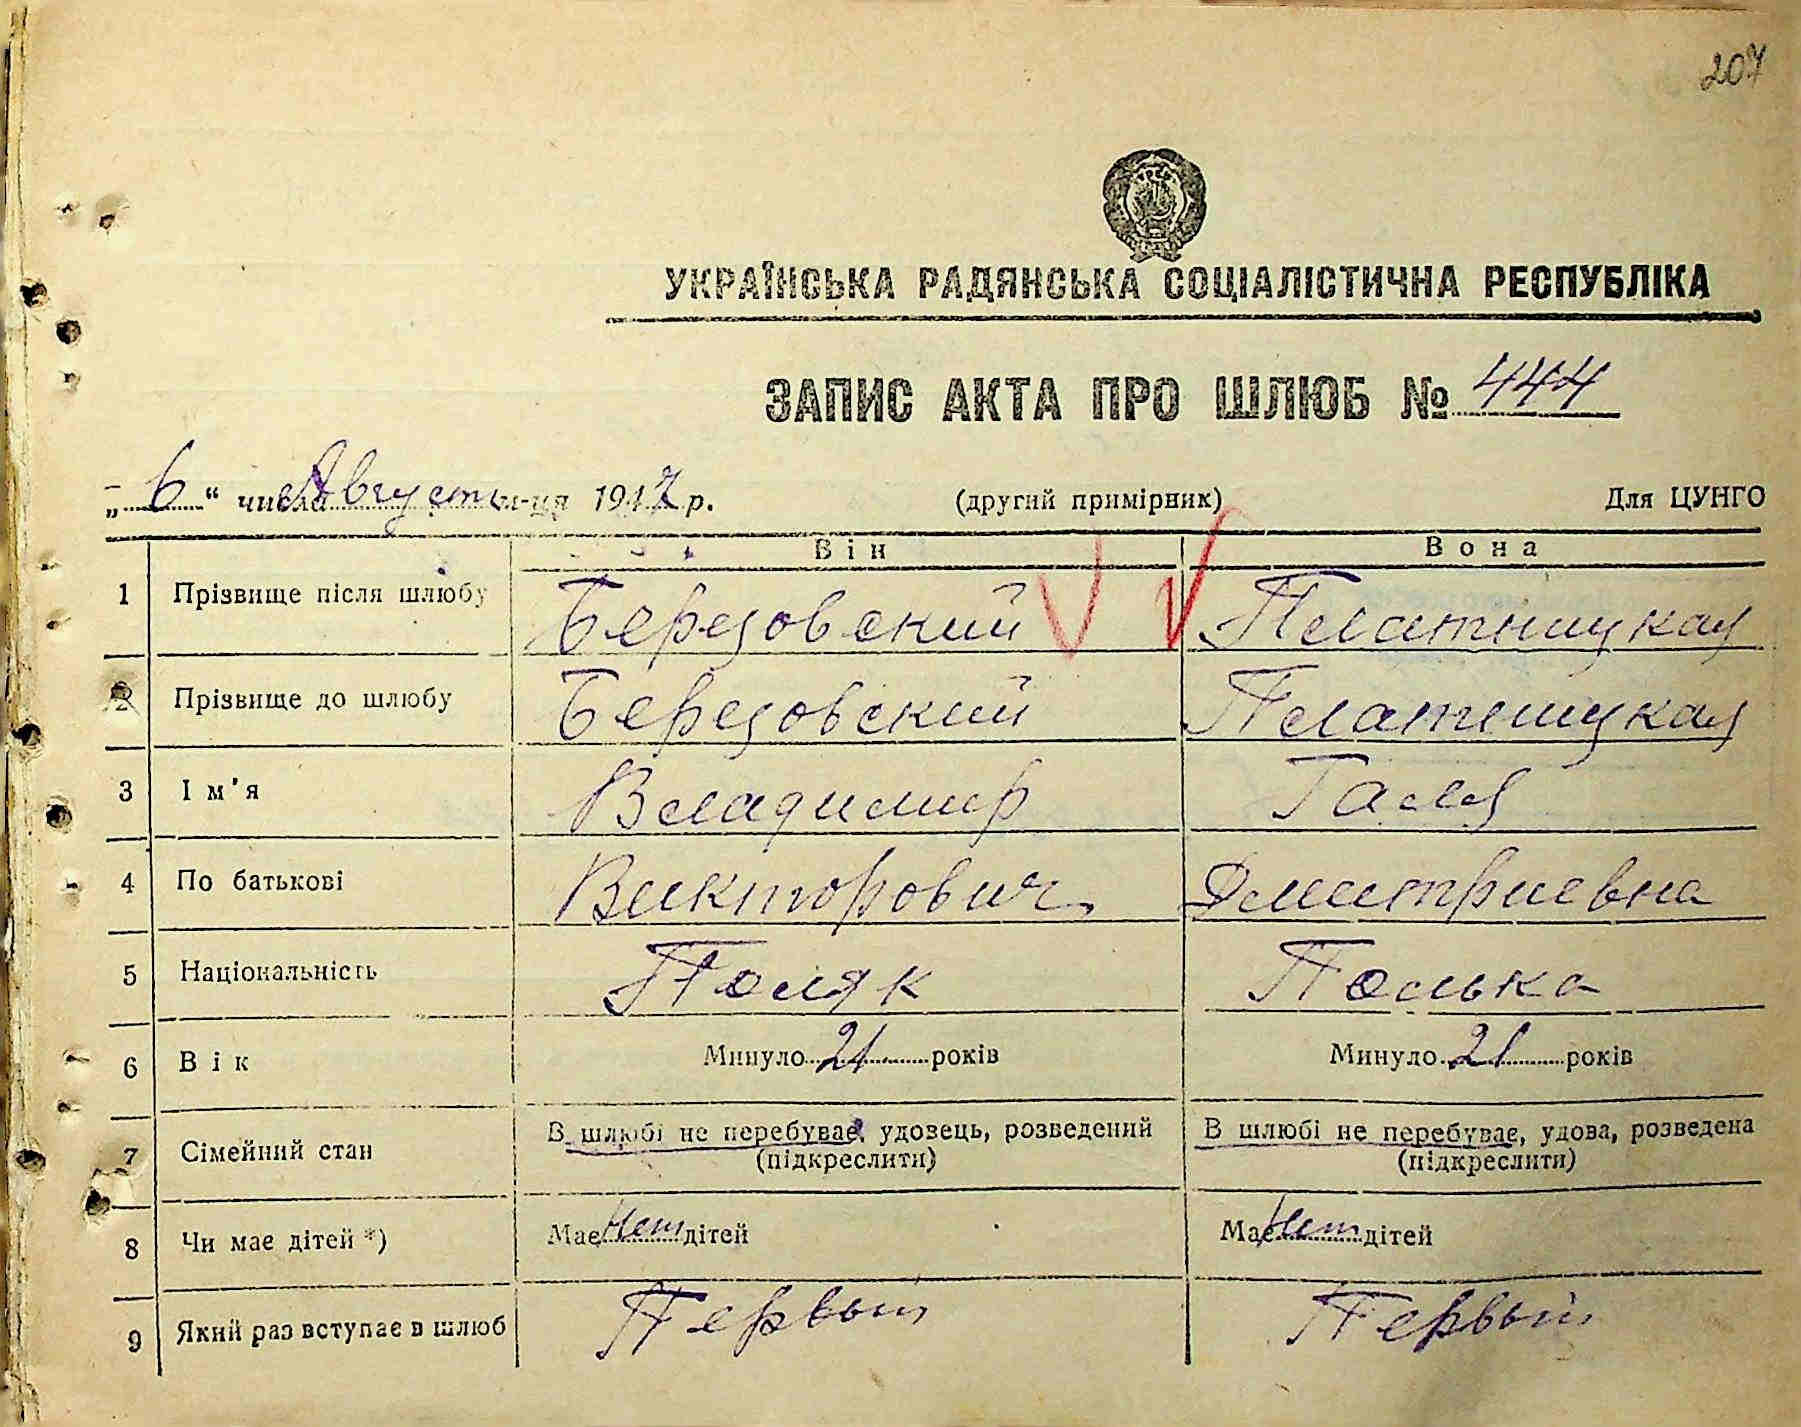 207
УКРАЇНСЬКА РАДЯНСЬКА СОЦІАЛІСТИЧНА РЕСПУБЛІКА
ЗАПИС АКТА ПРО ШЛЮБ № 444
„ 6 “ числа Августа м-ця 1947 р. (другий примірник) Для ЦУНГО
Він Вона
1 Прізвище після шлюбу Березовский Платницкая
2 Прізвище до шлюбу Березовский Платницкая
3 Ім'я Владимир Галя
4 По батькові Викторович Дмитриевна
5 Національність Поляк Полька
6 Вік Минуло 21 років Минуло 21 років
7 Сімейний стан В шлюбі не перебуває, удовець, розведений В шлюбі не перебуває, удова, розведена
(підкреслити) (підкреслити)
8 Чи має дітей *) Має Нет дітей Має Нет дітей
9 Який раз вступає в шлюб Первый Первый